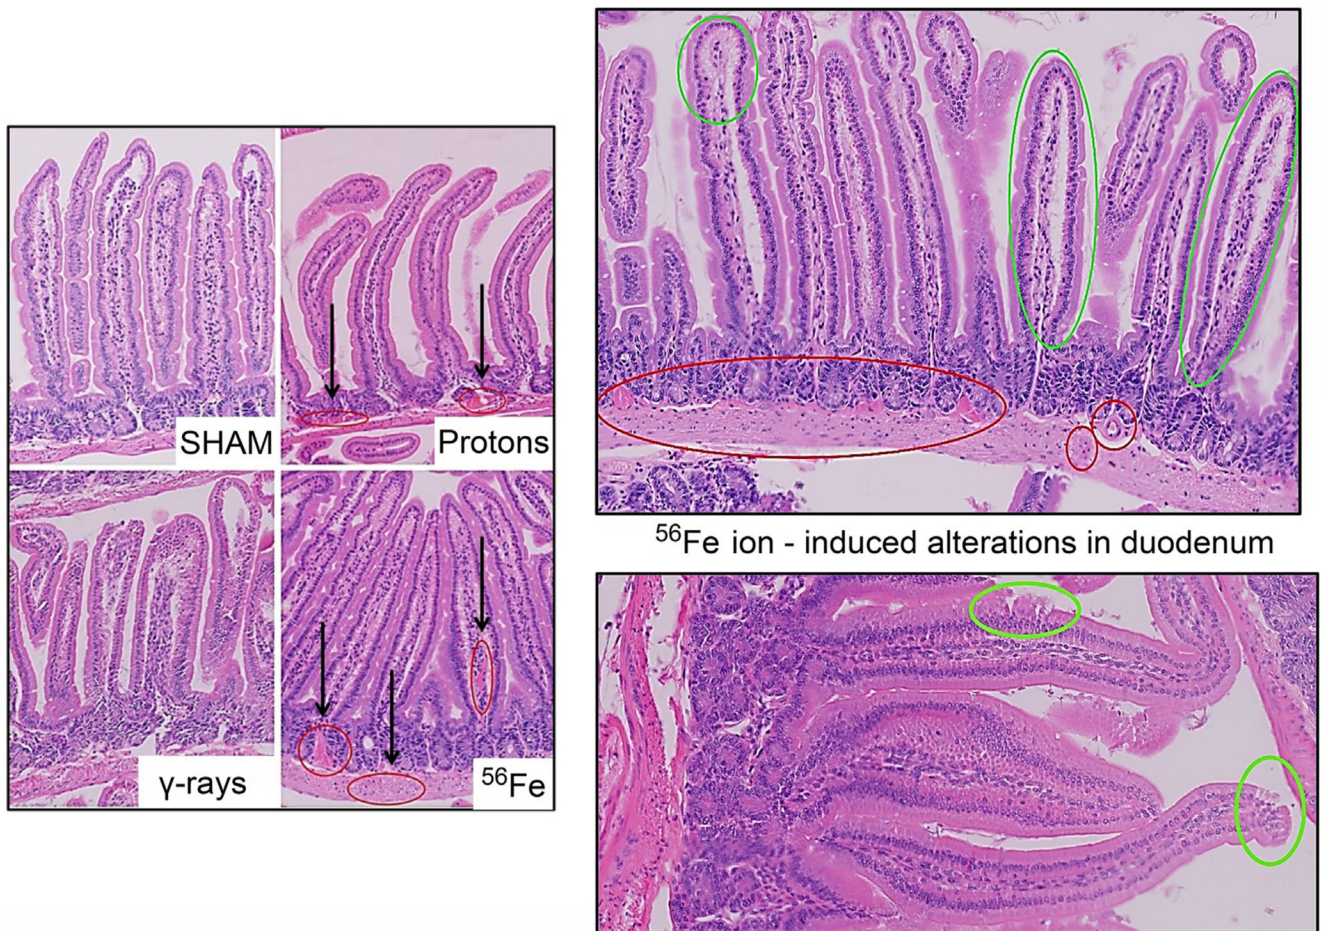 SHAM
Protons
γ-rays
⁵⁶Fe
⁵⁶Fe ion - induced alterations in duodenum